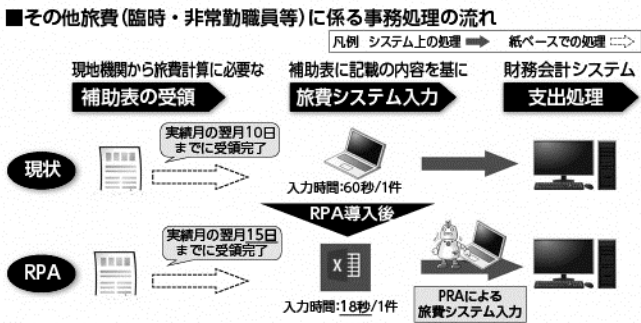 ■その他旅費(臨時・非常勤職員等)に係る事務処理の流れ
凡例 システム上の処理 紙ベースでの処理
現地機関から旅費計算に必要な
補助表の受領
補助表に記載の内容を基に
旅費システム入力
財務会計システム
支出処理
現状
実績月の翌月10日
までに受領完了
入力時間:60秒/1件
RPA導入後
RPA
実績月の翌月15日
までに受領完了
X
入力時間:18秒/1件
PRAによる
旅費システム入力